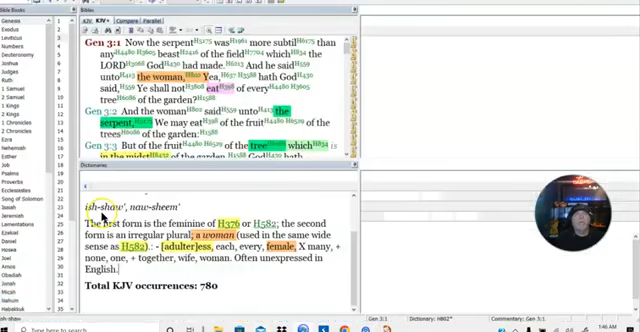 Bible Books
Genesis
Exodus
Leviticus
Numbers
Deuteronomy
Joshua
Judges
Ruth
1 Samuel
2 Samuel
1 Kings
2 Kings
1 Chronicles
2 Chronicles
Ezra
Nehemiah
Esther
Job
Psalms
Proverbs
Ecclesiastes
Song of Solomon
Isaiah
Jeremiah
Lamentations
Ezekiel
Daniel
Hosea
Joel
Amos
Obadiah
Jonah
Micah
Nahum
Habakkuk
Bibles
KJV KJV+ Compare Parallel
Gen 3:1 Now the serpent H5175 was H1961 more subtil H6175 than
any H4480 H3605 beast H2416 of the field H7704 which H834 the
LORD H3068 God H430 had made. H6213 And he said H559
unto H413 the woman, H802 Yea, H637 H3588 hath God H430
said, H559 Ye shall not H3808 eat H398 of every H4480 H3605
tree H6086 of the garden? H1588
Gen 3:2 And the woman H802 said H559 unto H413 the
serpent, H5175 We may eat H398 of the fruit H4480 H6529 of the
trees H6086 of the garden: H1588
Gen 3:3 But of the fruit H4480 H6529 of the tree H6086 which H834 is
in the midst H8432 of the garden, God H430 hath
Dictionaries
ish-shaw', naw-sheem'
The first form is the feminine of H376 or H582; the second
form is an irregular plural; a woman (used in the same wide
sense as H582).: - [adulter]ess, each, every, female, X many, +
none, one, + together, wife, woman. Often unexpressed in
English.
Total KJV occurrences: 780
Gen 3:1
Dictionary: H802
Commentary: Gen 3:1
Type here to search
1:46 AM